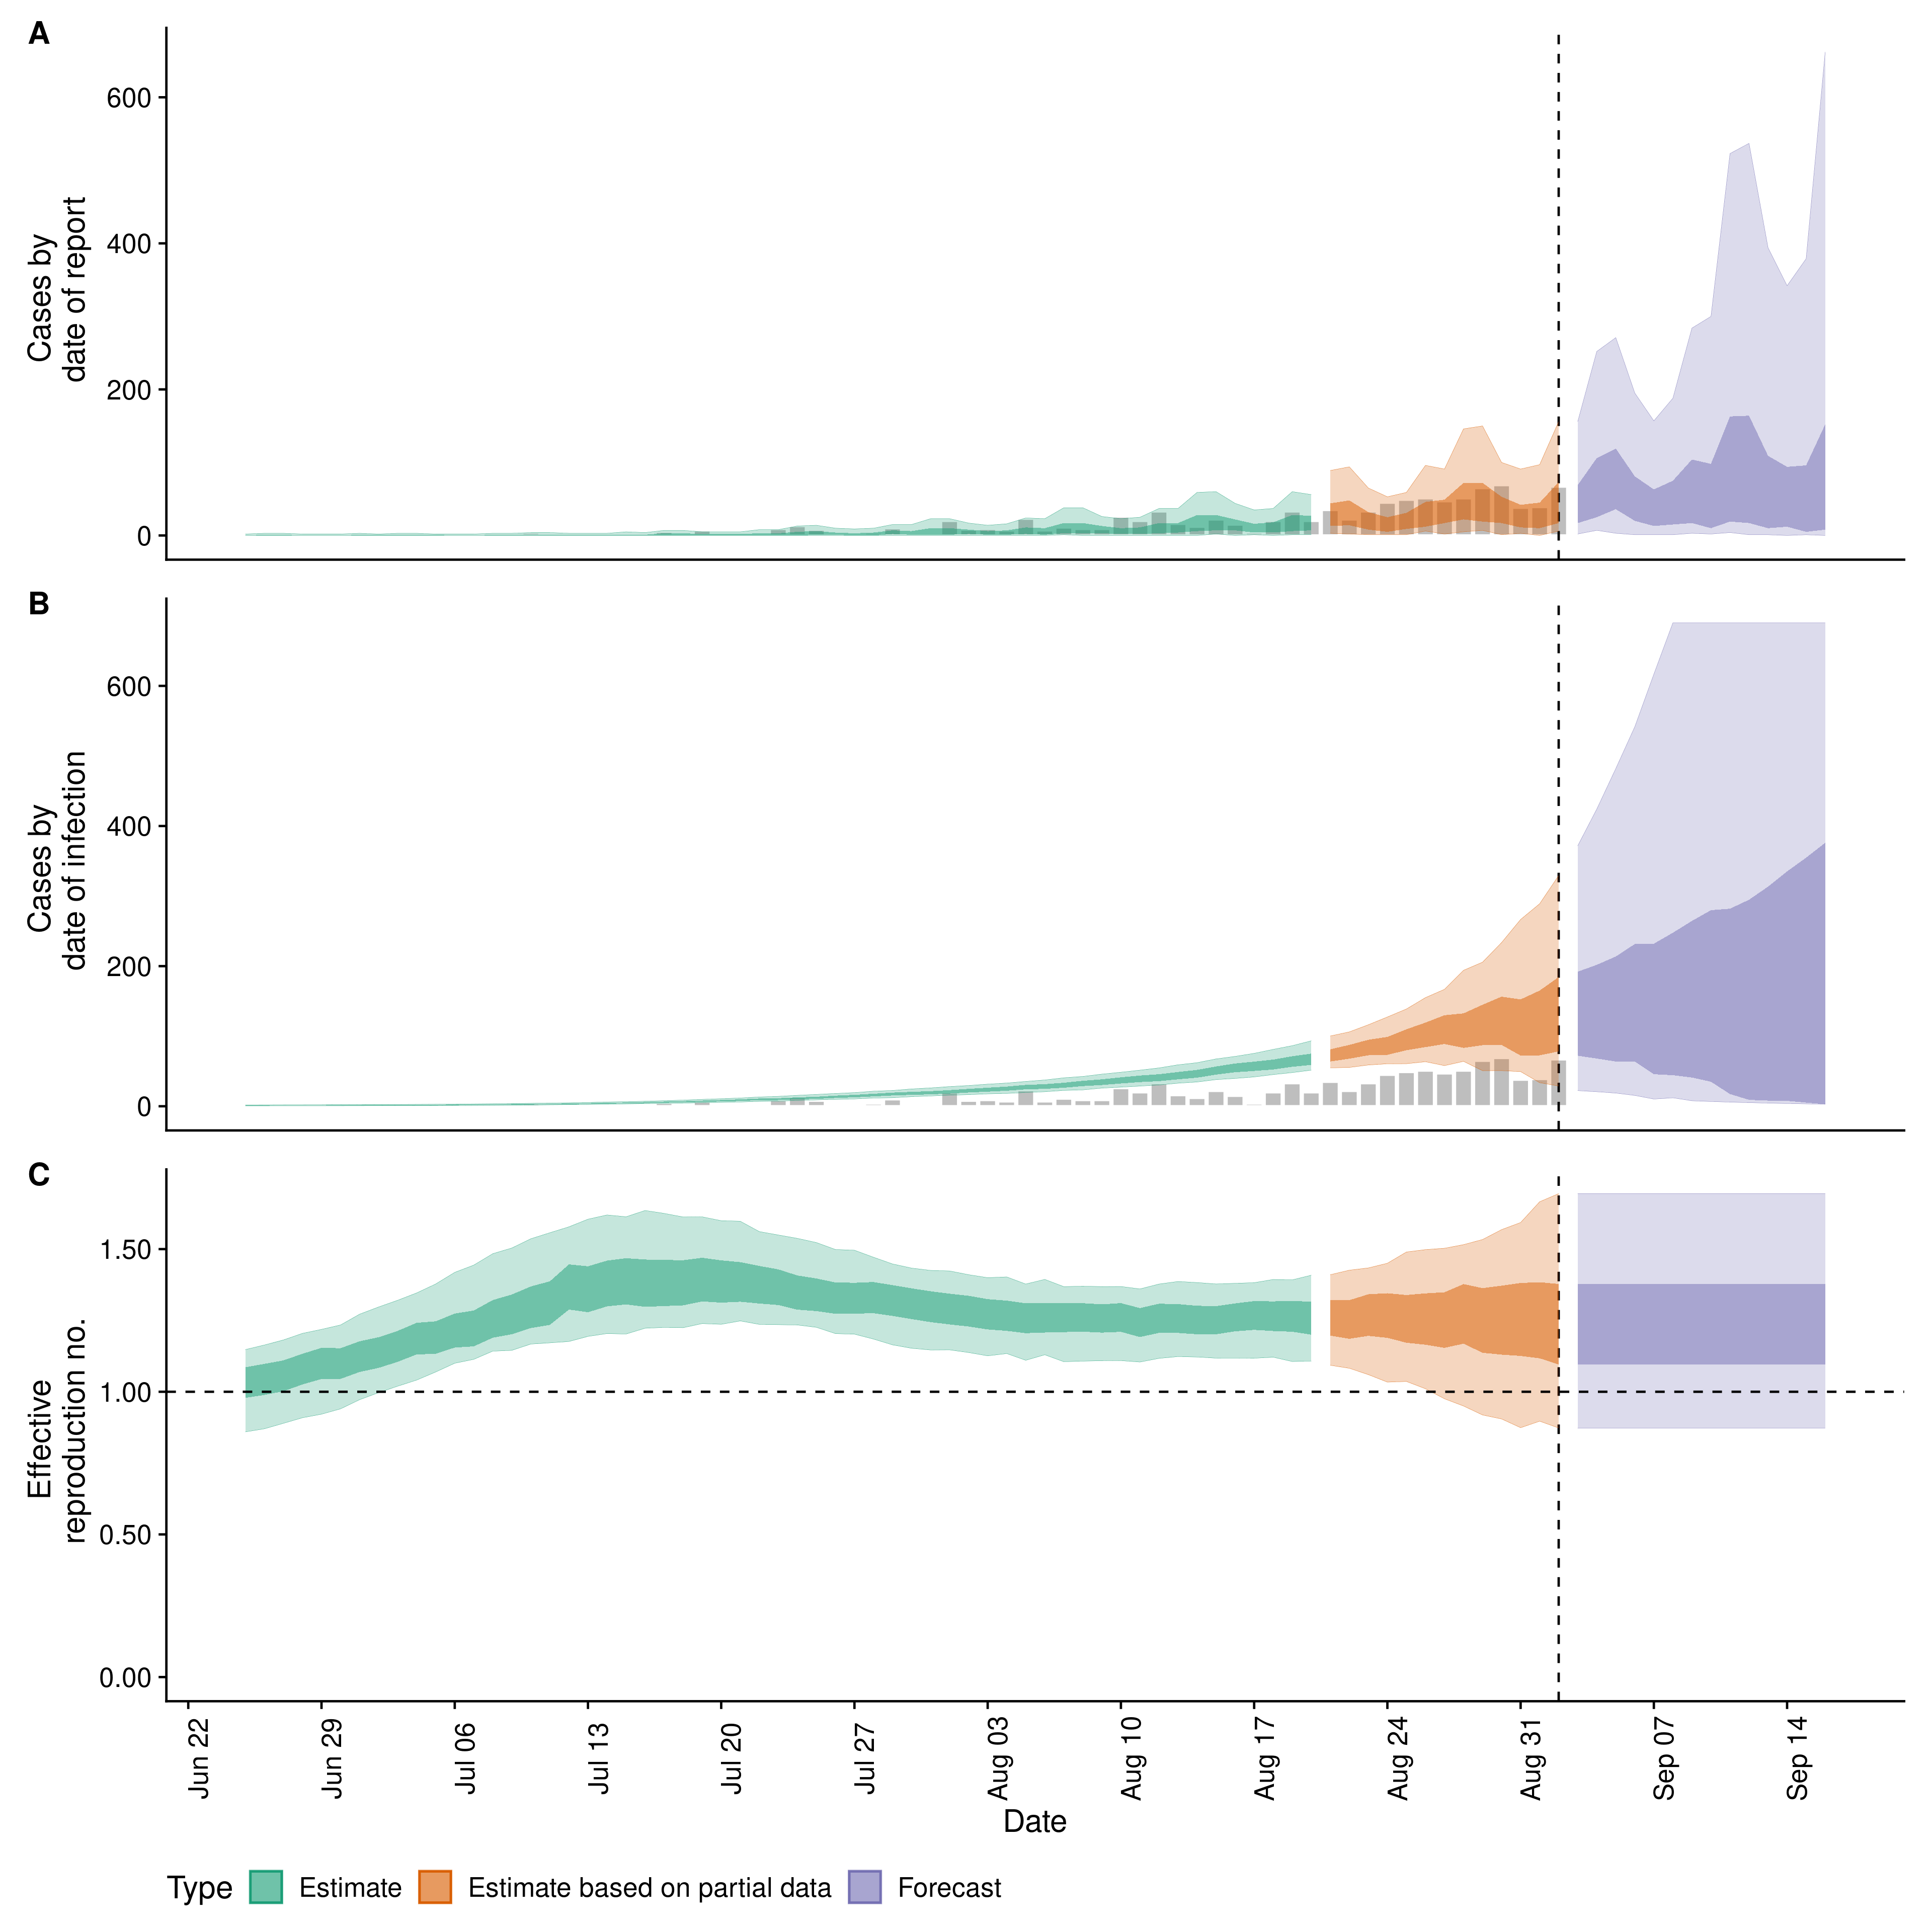 A
Cases by
date of report
600
400
200
0
B
Cases by
date of infection
600
400
200
0
C
Effective
reproduction no.
1.50
1.00
0.50
0.00
Jun 22
Jun 29
Jul 06
Jul 13
Jul 20
Jul 27
Aug 03
Aug 10
Aug 17
Aug 24
Aug 31
Sep 07
Sep 14
Date
Type Estimate Estimate based on partial data Forecast